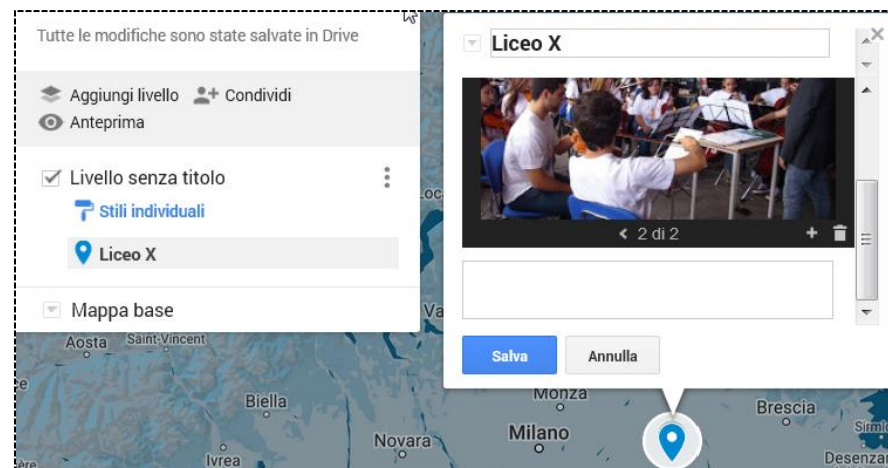 Tutte le modifiche sono state salvate in Drive
Aggiungi livello Condividi
Anteprima
Livello senza titolo
Stili individuali
Liceo X
Mappa base
Liceo X
2 di 2
Salva Annulla
Aosta Saint-Vincent
Biella
Ivrea
Novara
Monza
Milano
Brescia